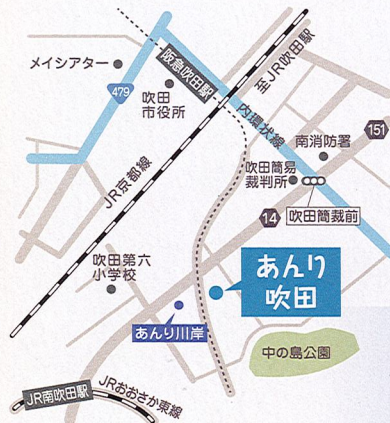 メイシアター
479
吹田
市役所
阪急吹田駅
至JR吹田駅
内環状線
南消防署
151
吹田簡易
裁判所
吹田簡裁前
14
JR京都線
吹田第六
小学校
あんり
吹田
あんり川岸
中の島公園
JR南吹田駅
JRおおさか東線